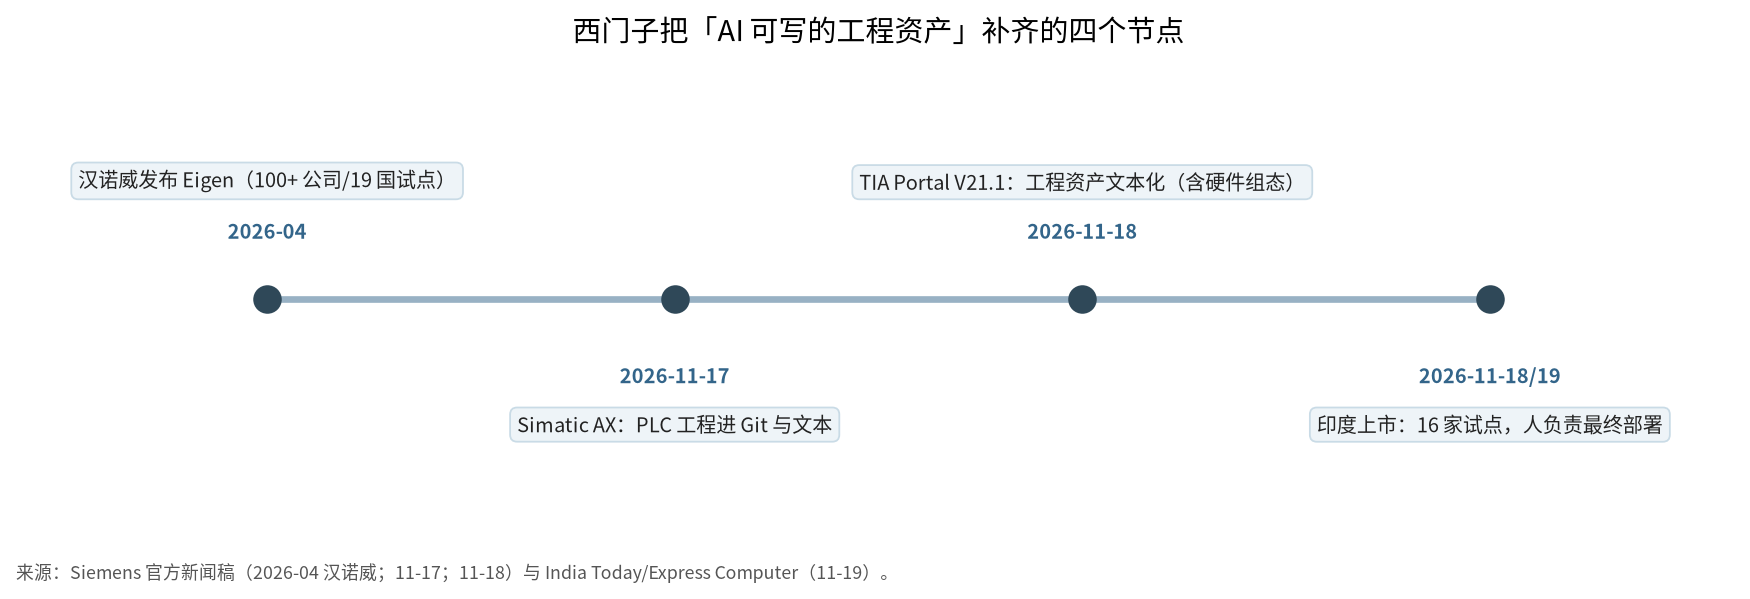 西门子把「AI 可写的工程资产」补齐的四个节点
汉诺威发布 Eigen（100+ 公司/19 国试点）
2026-04
2026-11-17
Simatic AX：PLC 工程进 Git 与文本
TIA Portal V21.1：工程资产文本化（含硬件组态）
2026-11-18
2026-11-18/19
印度上市：16 家试点，人负责最终部署
来源：Siemens 官方新闻稿（2026-04 汉诺威；11-17；11-18）与 India Today/Express Computer（11-19）。